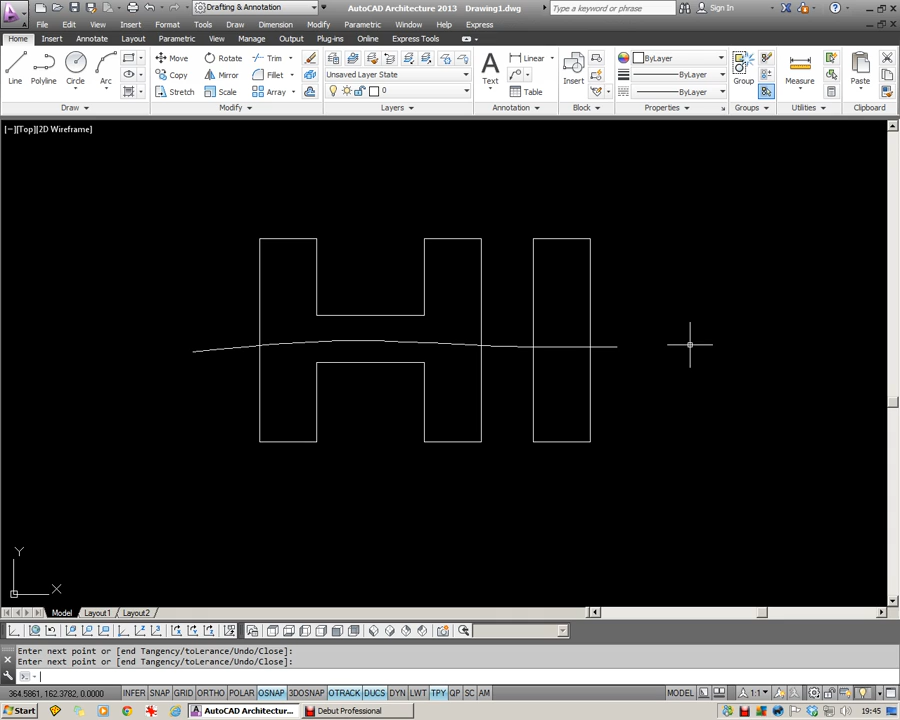 Drafting & Annotation
AutoCAD Architecture 2013 Drawing1.dwg
Type a keyword or phrase
Sign In
File Edit View Insert Format Tools Draw Dimension Modify Parametric Window Help Express
Home Insert Annotate Layout Parametric View Manage Output Plug-ins Online Express Tools
Line Polyline Circle Arc
Move Rotate Trim
Copy Mirror Fillet
Stretch Scale Array
Unsaved Layer State
0
Text
Linear
Table
Insert
ByLayer
ByLayer
ByLayer
Group
Measure
Paste
Draw Modify Layers Annotation Block Properties Groups Utilities Clipboard
[−][Top][2D Wireframe]
HI
Y
X
Model Layout1 Layout2
Enter next point or [end Tangency/toLerance/Undo/Close]:
Enter next point or [end Tangency/toLerance/Undo/Close]:
364.5861, 162.3782, 0.0000
INFER SNAP GRID ORTHO POLAR OSNAP 3DOSNAP OTRACK DUCS DYN LWT TPY QP SC AM
MODEL
1:1
Start
AutoCAD Architectur...
Debut Professional
19:45